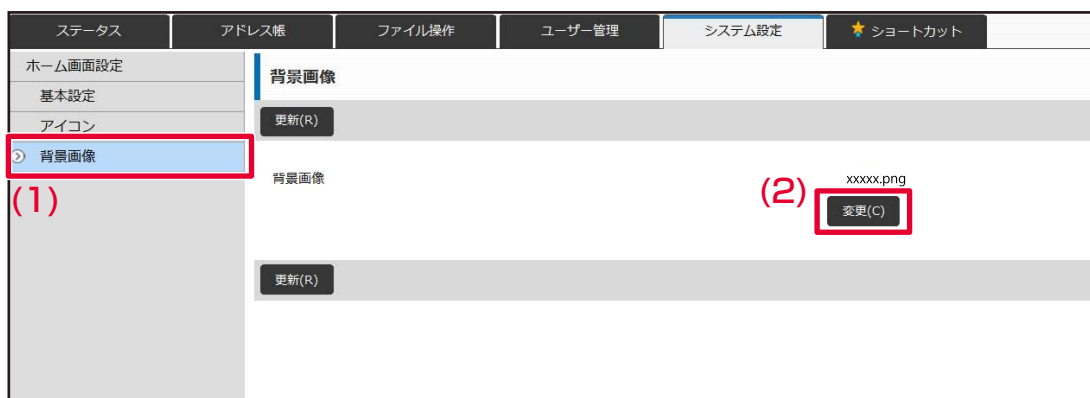 ステータス
アドレス帳
ファイル操作
ユーザー管理
システム設定
ショートカット
ホーム画面設定
基本設定
アイコン
背景画像
(1)
背景画像
更新(R)
背景画像
(2)
xxxxx.png
変更(C)
更新(R)